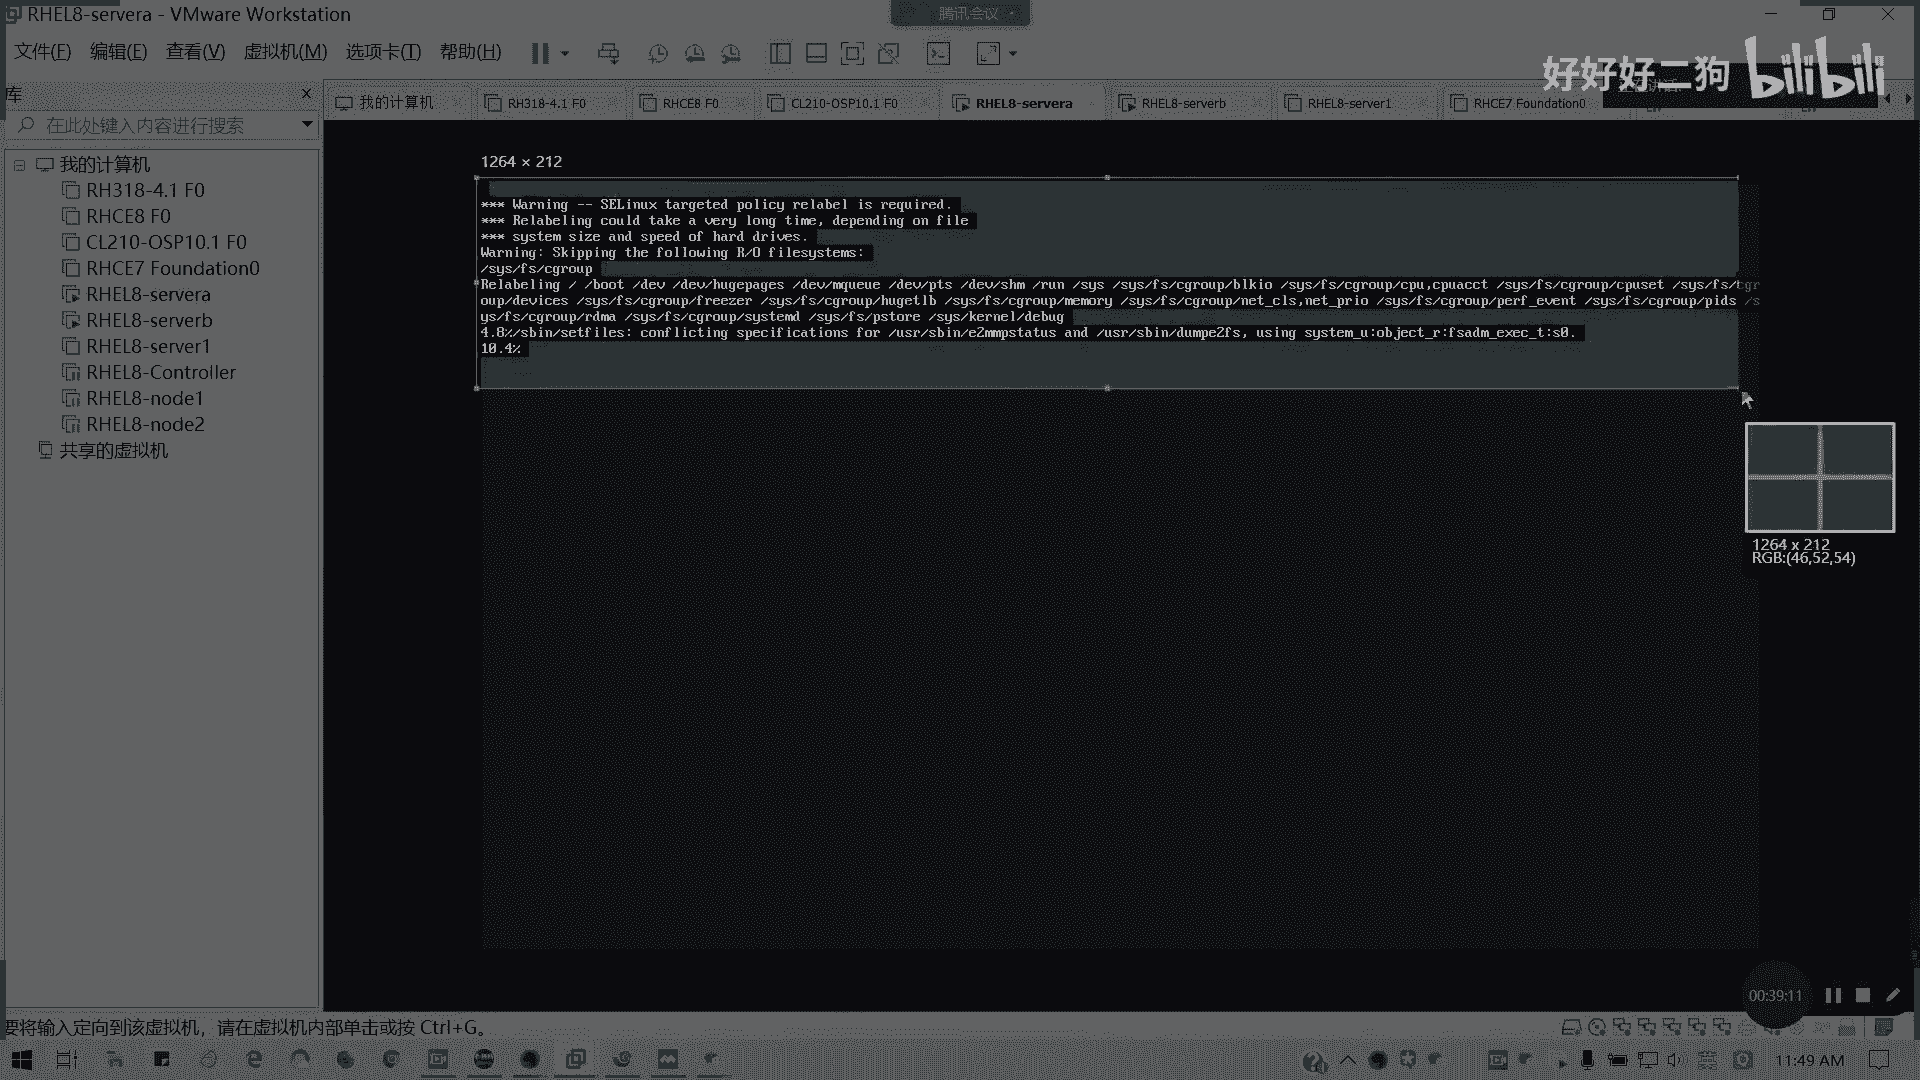 RHEL8-servera - VMware Workstation
腾讯会议
文件(F) 编辑(E) 查看(V) 虚拟机(M) 选项卡(T) 帮助(H)
好好好二狗 bilibili
库
在此处键入内容进行搜索
我的计算机 RH318-4.1 F0 RHCE8 F0 CL210-OSP10.1 F0 RHEL8-servera RHEL8-serverb RHEL8-server1 RHCE7 Foundation0
我的计算机
RH318-4.1 F0
RHCE8 F0
CL210-OSP10.1 F0
RHCE7 Foundation0
RHEL8-servera
RHEL8-serverb
RHEL8-server1
RHEL8-Controller
RHEL8-node1
RHEL8-node2
共享的虚拟机
1264 × 212
*** Warning -- SELinux targeted policy relabel is required.
*** Relabeling could take a very long time, depending on file
*** system size and speed of hard drives.
Warning: Skipping the following R/O filesystems:
/sys/fs/cgroup
Relabeling / /boot /dev /dev/hugepages /dev/mqueue /dev/pts /dev/shm /run /sys /sys/fs/cgroup/blkio /sys/fs/cgroup/cpu,cpuacct /sys/fs/cgroup/cpuset /sys/fs/cgr
oup/devices /sys/fs/cgroup/freezer /sys/fs/cgroup/hugetlb /sys/fs/cgroup/memory /sys/fs/cgroup/net_cls,net_prio /sys/fs/cgroup/perf_event /sys/fs/cgroup/pids /s
ys/fs/cgroup/rdma /sys/fs/cgroup/systemd /sys/fs/pstore /sys/kernel/debug
4.8%/sbin/setfiles: conflicting specifications for /usr/sbin/e2mmpstatus and /usr/sbin/dumpe2fs, using system_u:object_r:fsadm_exec_t:s0.
10.4%
1264 x 212
RGB:(46,52,54)
00:39:11
要将输入定向到该虚拟机，请在虚拟机内部单击或按 Ctrl+G。
英
11:49 AM